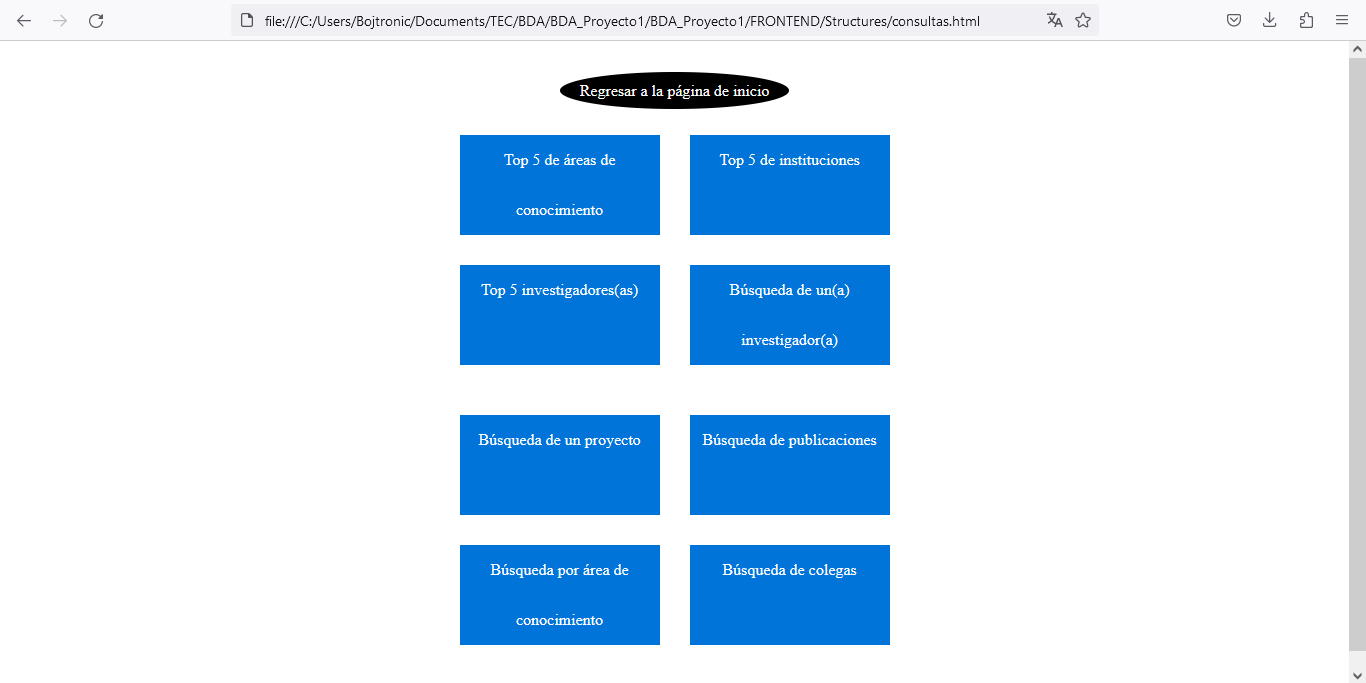 file:///C:/Users/Bojtronic/Documents/TEC/BDA/BDA_Proyecto1/BDA_Proyecto1/FRONTEND/Structures/consultas.html
Regresar a la página de inicio
Top 5 de áreas de
conocimiento
Top 5 de instituciones
Top 5 investigadores(as)
Búsqueda de un(a)
investigador(a)
Búsqueda de un proyecto
Búsqueda de publicaciones
Búsqueda por área de
conocimiento
Búsqueda de colegas